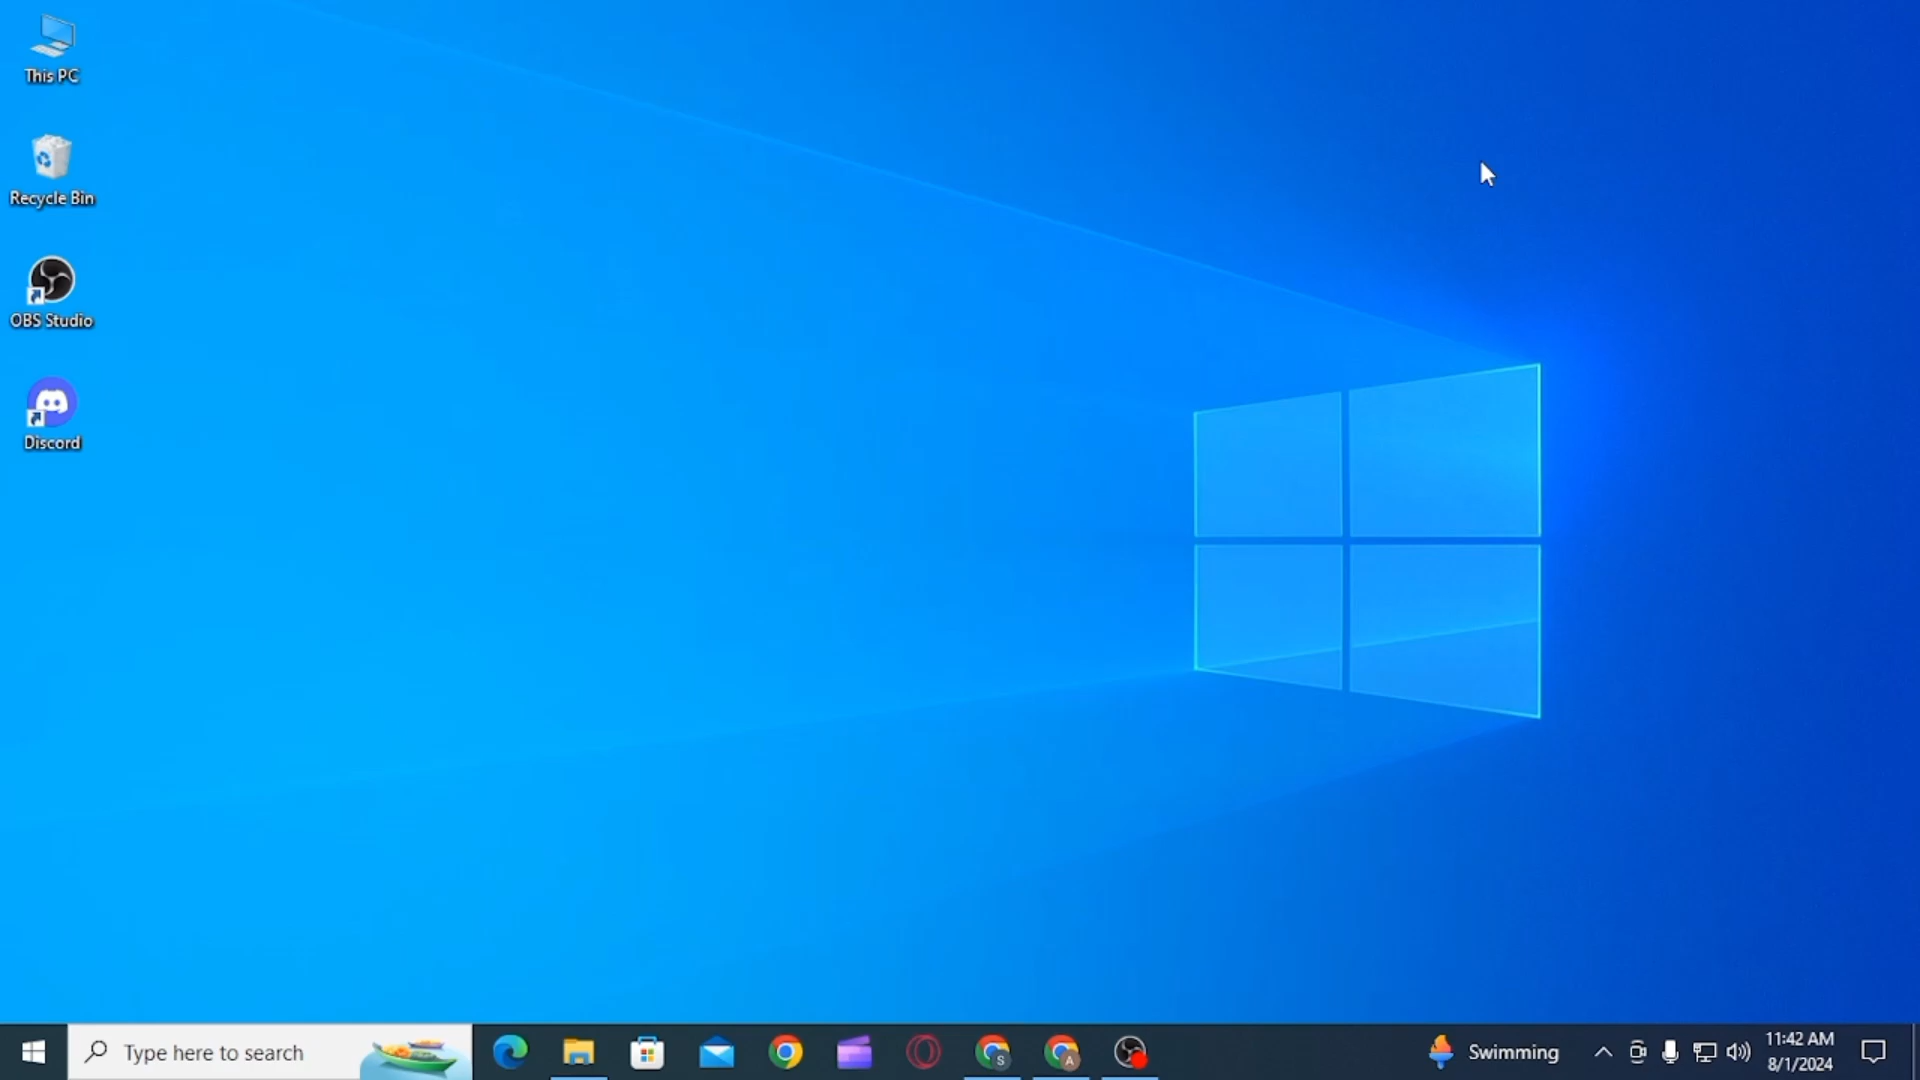 This PC
Recycle Bin
OBS Studio
Discord
Type here to search
S
A
Swimming
11:42 AM
8/1/2024